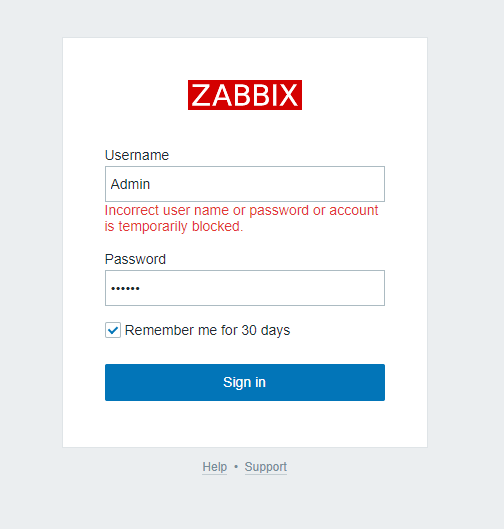 ZABBIX
Username
Admin
Incorrect user name or password or account
is temporarily blocked.
Password
••••••
Remember me for 30 days
Sign in
Help • Support